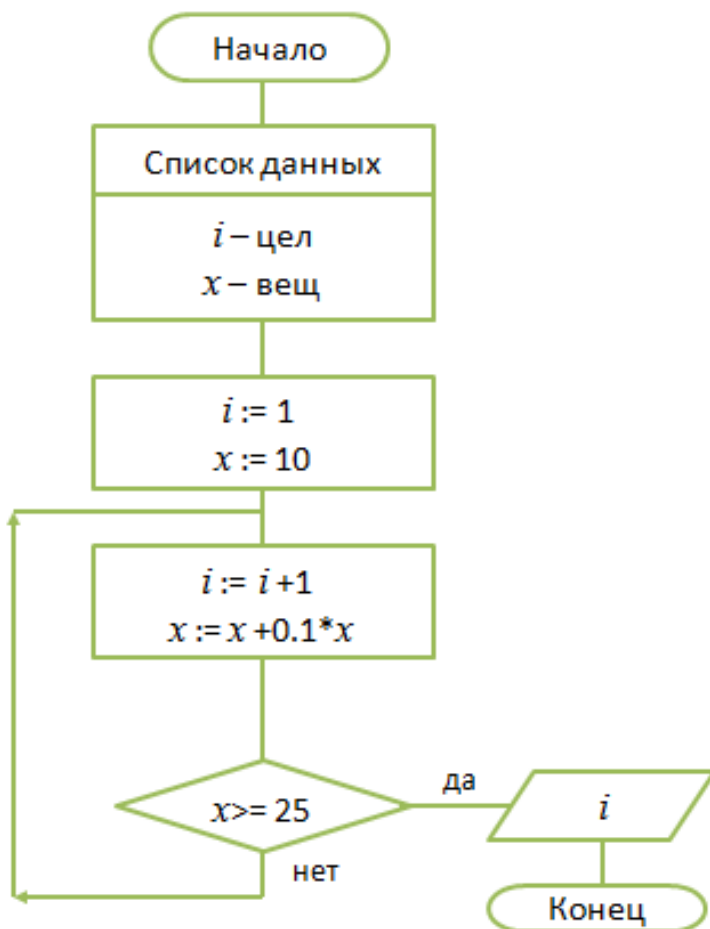 Начало
Список данных
i – цел
x – вещ
i := 1
x := 10
i := i +1
x := x +0.1*x
x>= 25
да
i
нет
Конец